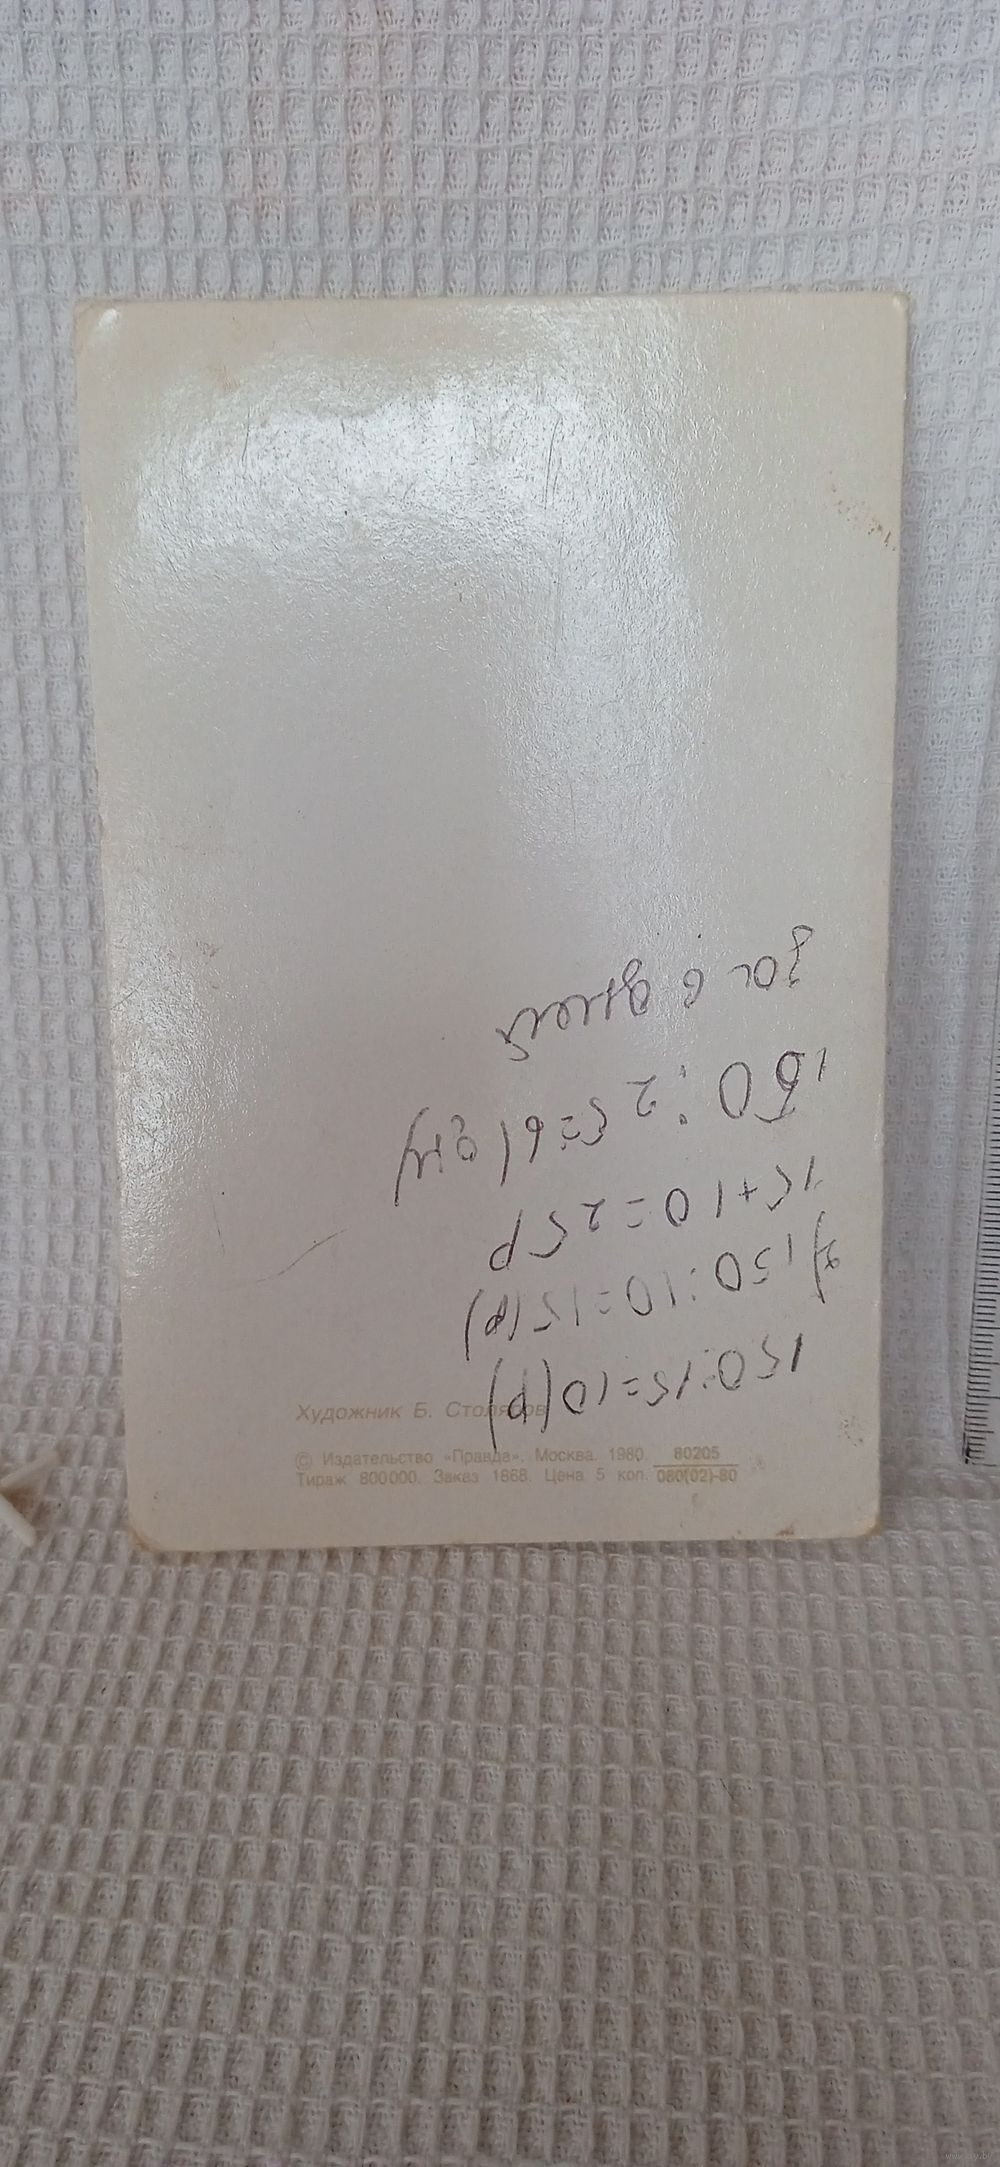 Художник Б. Столяров
© Издательство «Правда». Москва. 1980. 80205
Тираж 800000. Заказ 1868. Цена 5 коп. 080(02)-80
150:15=10(р)
2) 150:10=15(р)
15+10=25р
150:25=6(дн)
за 6 дней